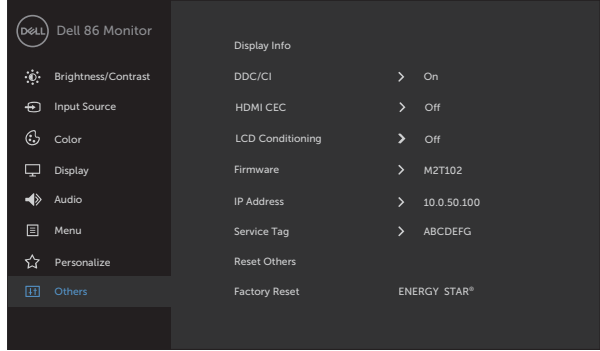 DELL Dell 86 Monitor
Display Info
Brightness/Contrast DDC/CI On
Input Source HDMI CEC Off
Color LCD Conditioning Off
Display Firmware M2T102
Audio IP Address 10.0.50.100
Menu Service Tag ABCDEFG
Personalize Reset Others
Others Factory Reset ENERGY STAR®